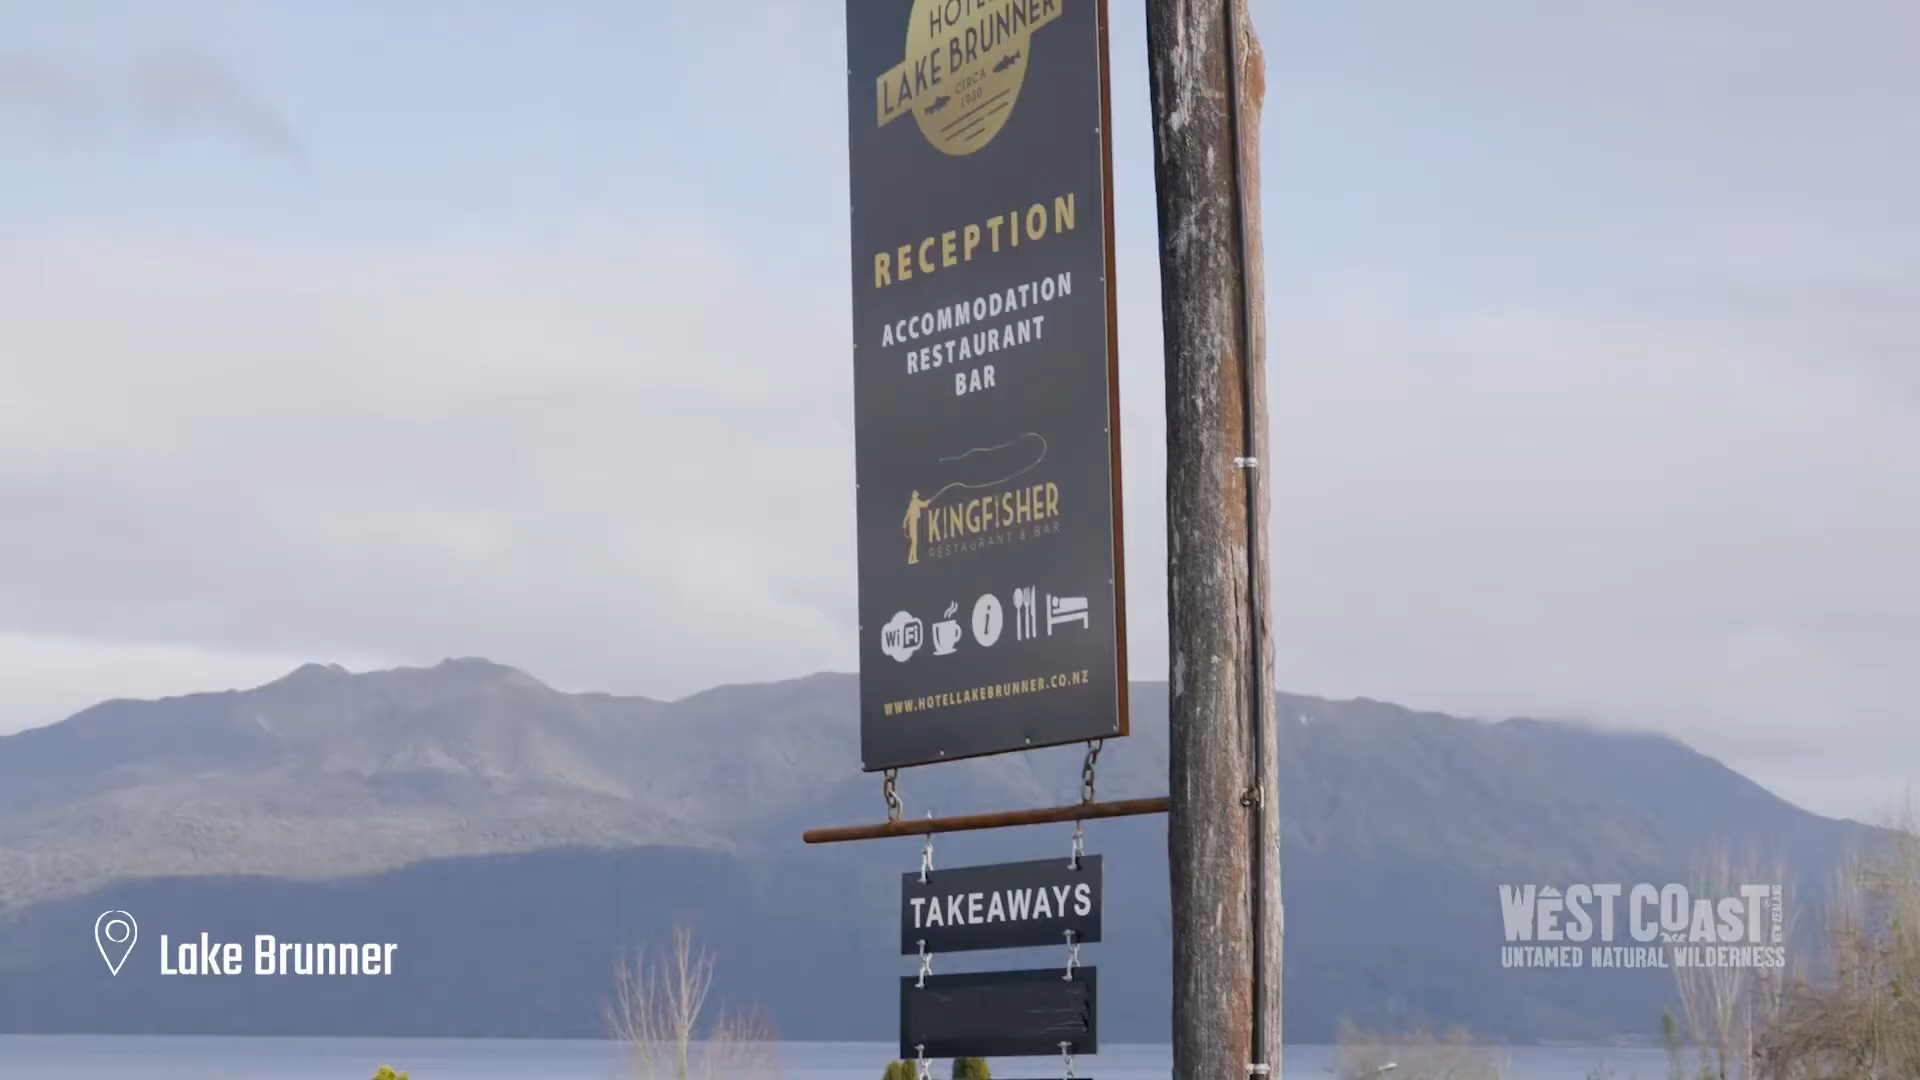 HOTEL
LAKE BRUNNER
CIRCA
1930
RECEPTION
ACCOMMODATION
RESTAURANT
BAR
KINGFISHER
RESTAURANT & BAR
Wi Fi
i
WWW.HOTELLAKEBRUNNER.CO.NZ
TAKEAWAYS
Lake Brunner
WEST COAST
NEW ZEALAND
UNTAMED NATURAL WILDERNESS